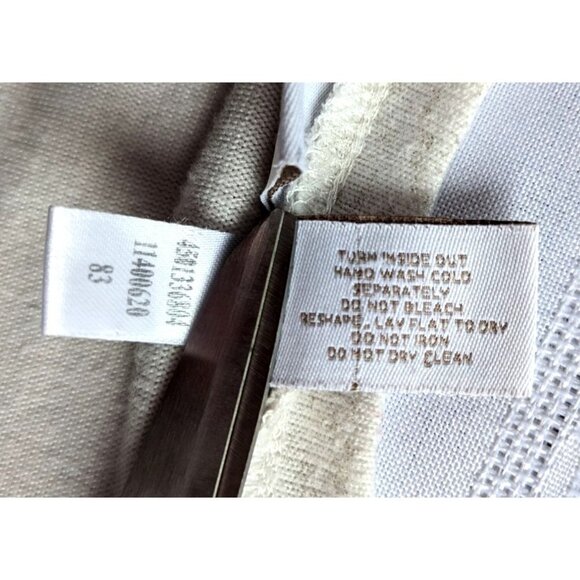 4501336804
11400620
83
TURN INSIDE OUT
HAND WASH COLD
SEPARATELY
DO NOT BLEACH
RESHAPE, LAY FLAT TO DRY
DO NOT IRON
DO NOT DRY CLEAN